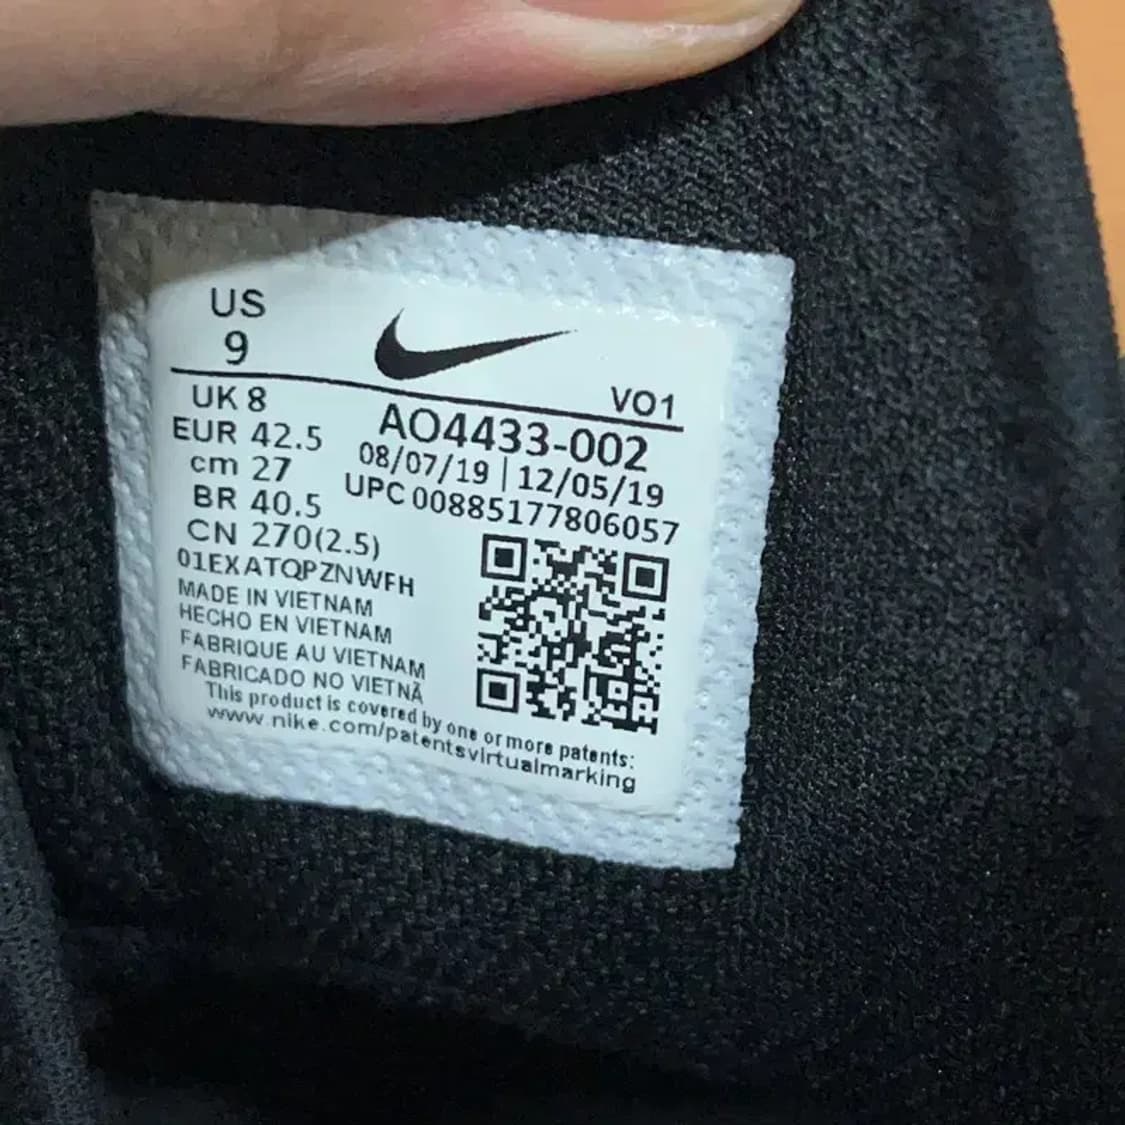 US
9
VO1
UK 8
EUR 42.5
cm 27
BR 40.5
CN 270(2.5)
AO4433-002
08/07/19 | 12/05/19
UPC 00885177806057
01EXATQPZNWFH
MADE IN VIETNAM
HECHO EN VIETNAM
FABRIQUE AU VIETNAM
FABRICADO NO VIETNÃ
This product is covered by one or more patents:
www.nike.com/patentsvirtualmarking